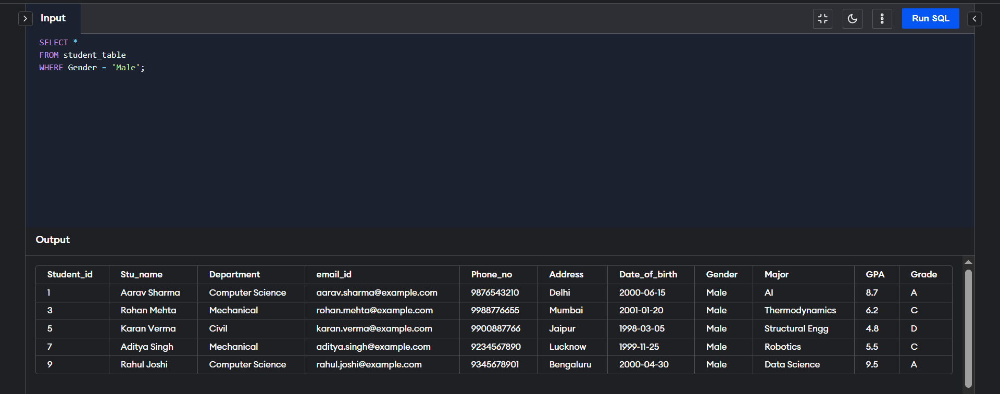 Input
Run SQL
SELECT *
FROM student_table
WHERE Gender = 'Male';
Output
Student_id Stu_name Department email_id Phone_no Address Date_of_birth Gender Major GPA Grade
1 Aarav Sharma Computer Science aarav.sharma@example.com 9876543210 Delhi 2000-06-15 Male AI 8.7 A
3 Rohan Mehta Mechanical rohan.mehta@example.com 9988776655 Mumbai 2001-01-20 Male Thermodynamics 6.2 C
5 Karan Verma Civil karan.verma@example.com 9900887766 Jaipur 1998-03-05 Male Structural Engg 4.8 D
7 Aditya Singh Mechanical aditya.singh@example.com 9234567890 Lucknow 1999-11-25 Male Robotics 5.5 C
9 Rahul Joshi Computer Science rahul.joshi@example.com 9345678901 Bengaluru 2000-04-30 Male Data Science 9.5 A